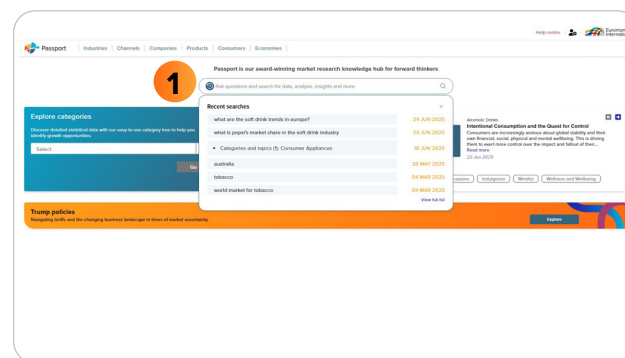 Help centre
Euromonitor
International
Passport
Industries
Channels
Companies
Products
Consumers
Economies
Passport is our award-winning market research knowledge hub for forward thinkers
1
Ask questions and search for data, analysis, insights and more
Recent searches
×
what are the soft drink trends in europe? 24 JUN 2025
what is pepsi's market share in the soft drink industry 24 JUN 2025
• Categories and topics (1): Consumer Appliances 18 JUN 2025
australia 28 MAY 2025
tobacco 04 MAR 2025
world market for tobacco 04 MAR 2025
View full list
Explore categories
Discover detailed statistical data with our easy-to-use category tree to help you
identify growth opportunities.
Select
Go
Alcoholic Drinks
Intentional Consumption and the Quest for Control
Consumers are increasingly anxious about global stability and their
own financial, social, physical and mental wellbeing. This is driving
them to exert more control over the impact and fallout of their...
Read more
23 Jun 2025
Indulgence
Mindful
Wellness and Wellbeing
Trump policies
Navigating tariffs and the changing business landscape in times of market uncertainty.
Explore